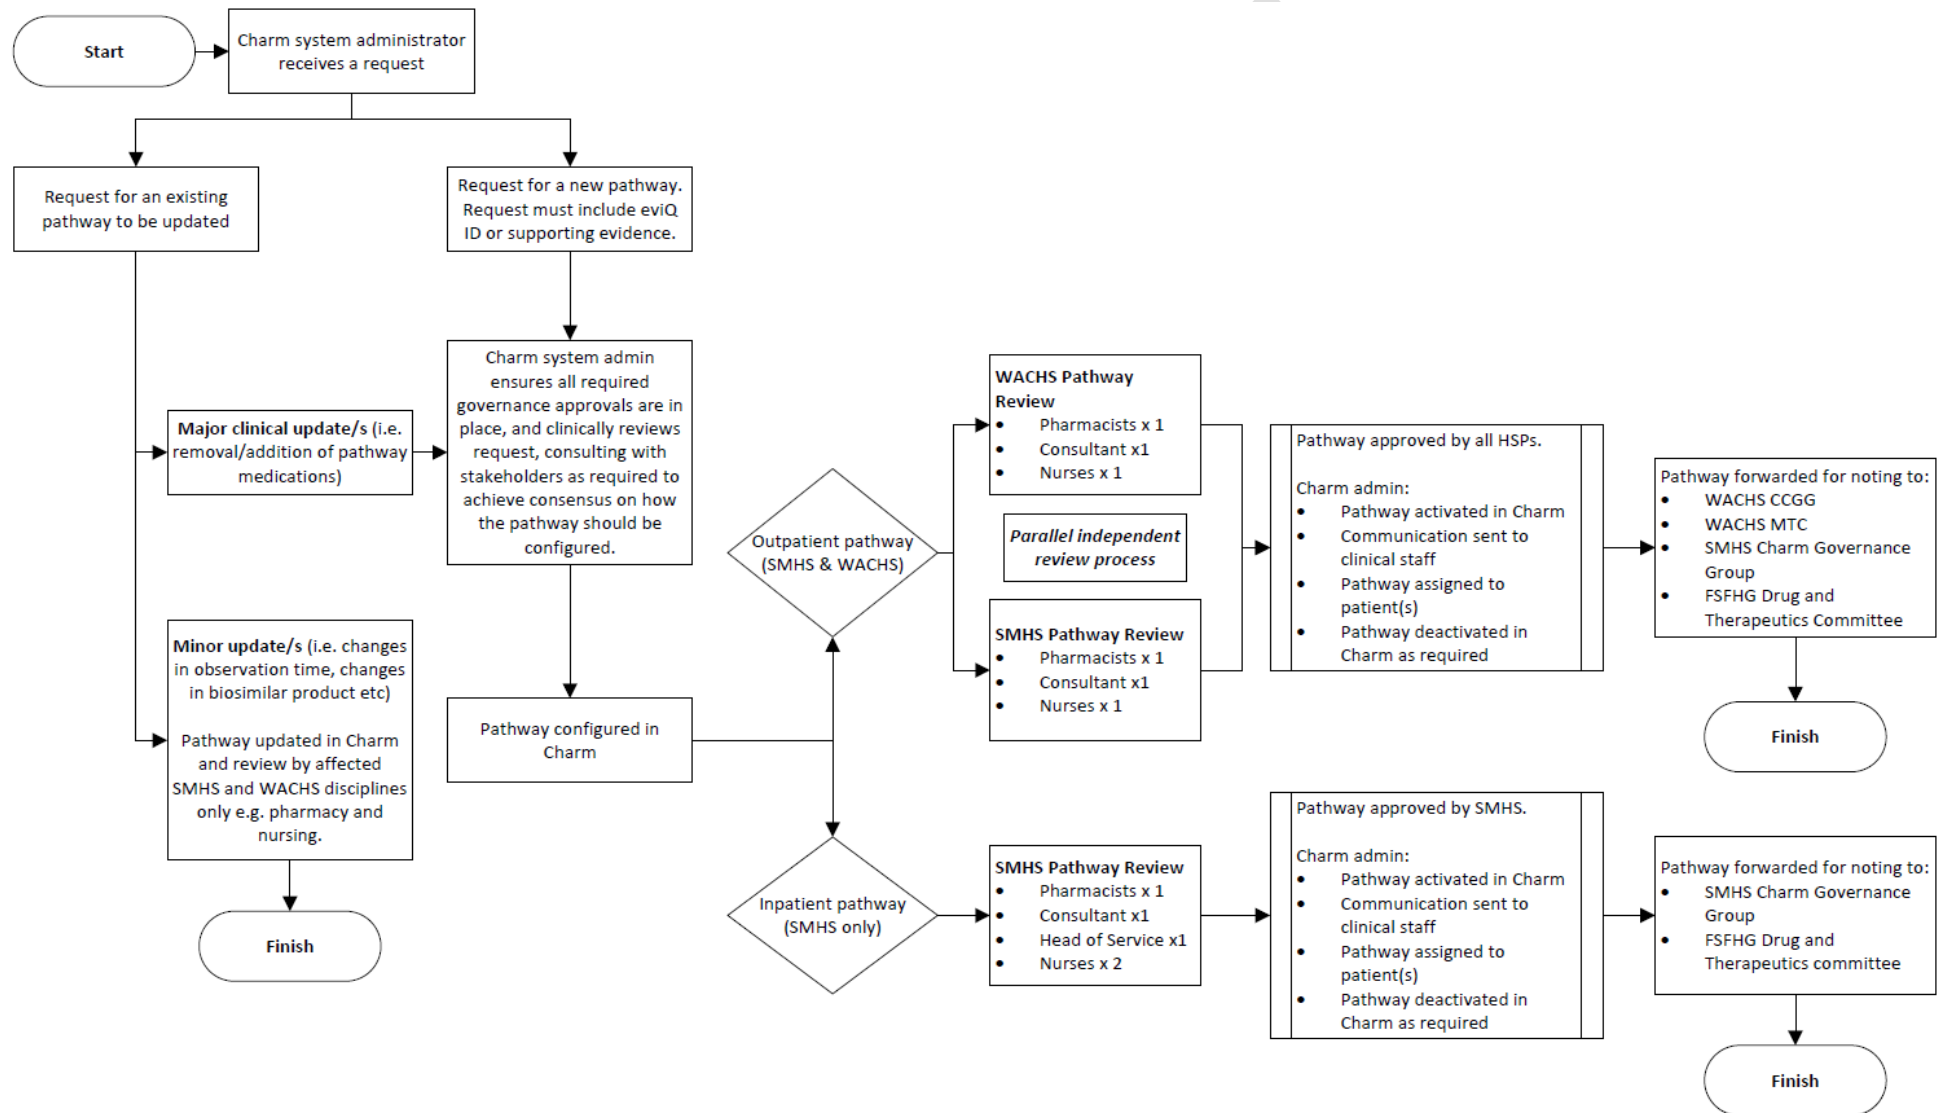 Start
Charm system administrator
receives a request
Request for an existing
pathway to be updated
Request for a new pathway.
Request must include eviQ
ID or supporting evidence.
Major clinical update/s (i.e.
removal/addition of pathway
medications)
Charm system admin
ensures all required
governance approvals are in
place, and clinically reviews
request, consulting with
stakeholders as required to
achieve consensus on how
the pathway should be
configured.
Minor update/s (i.e. changes
in observation time, changes
in biosimilar product etc)
Pathway updated in Charm
and review by affected
SMHS and WACHS disciplines
only e.g. pharmacy and
nursing.
Finish
Pathway configured in
Charm
Outpatient pathway
(SMHS & WACHS)
WACHS Pathway
Review
• Pharmacists x 1
• Consultant x1
• Nurses x 1
Parallel independent
review process
SMHS Pathway Review
• Pharmacists x 1
• Consultant x1
• Nurses x 1
Pathway approved by all HSPs.
Charm admin:
• Pathway activated in Charm
• Communication sent to
clinical staff
• Pathway assigned to
patient(s)
• Pathway deactivated in
Charm as required
Pathway forwarded for noting to:
• WACHS CCGG
• WACHS MTC
• SMHS Charm Governance
Group
• FSFHG Drug and
Therapeutics Committee
Finish
Inpatient pathway
(SMHS only)
SMHS Pathway Review
• Pharmacists x 1
• Consultant x1
• Head of Service x1
• Nurses x 2
Pathway approved by SMHS.
Charm admin:
• Pathway activated in Charm
• Communication sent to
clinical staff
• Pathway assigned to
patient(s)
• Pathway deactivated in
Charm as required
Pathway forwarded for noting to:
• SMHS Charm Governance
Group
• FSFHG Drug and
Therapeutics committee
Finish